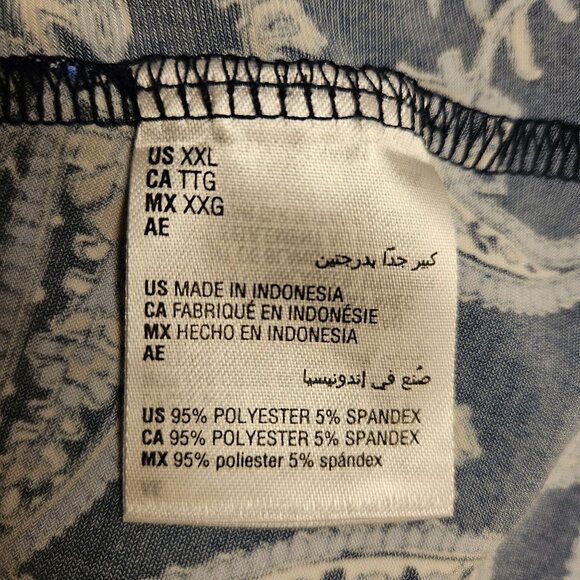 US XXL
CA TTG
MX XXG
AE
كبير جدًا بدرجتين
US MADE IN INDONESIA
CA FABRIQUÉ EN INDONÉSIE
MX HECHO EN INDONESIA
AE
صُنع في إندونيسيا
US 95% POLYESTER 5% SPANDEX
CA 95% POLYESTER 5% SPANDEX
MX 95% poliester 5% spándex